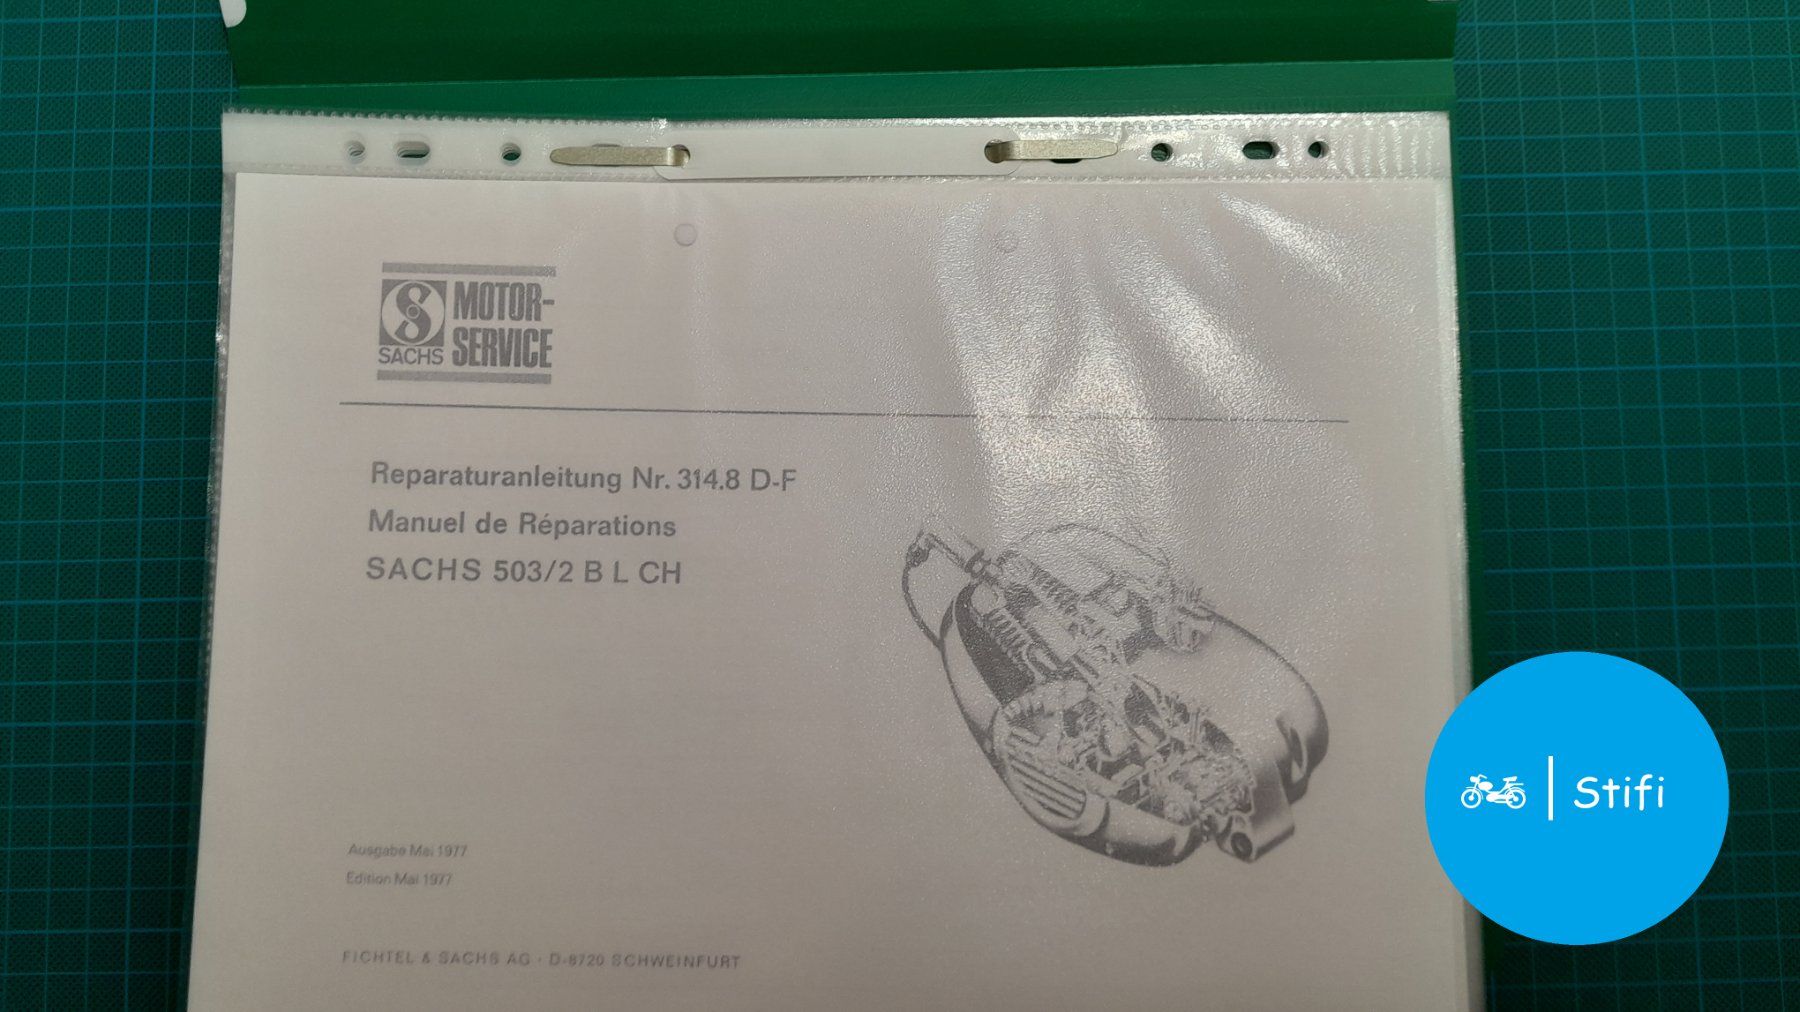 MOTOR-
SERVICE
SACHS
Reparaturanleitung Nr. 314.8 D-F
Manuel de Réparations
SACHS 503/2 B L CH
Ausgabe Mai 1977
Edition Mai 1977
FICHTEL & SACHS AG · D-8720 SCHWEINFURT
Stifi